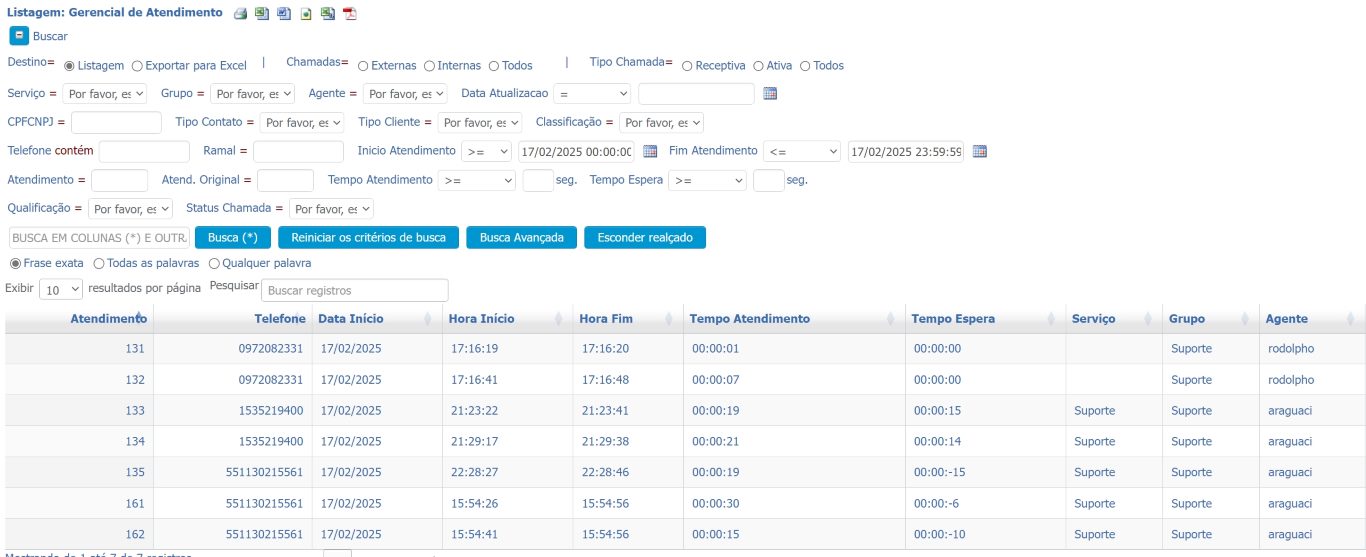 Listagem: Gerencial de Atendimento
Buscar
Destino= Listagem Exportar para Excel | Chamadas= Externas Internas Todos | Tipo Chamada= Receptiva Ativa Todos
Serviço = Por favor, es Grupo = Por favor, es Agente = Por favor, es Data Atualizacao =
CPFCNPJ = Tipo Contato = Por favor, es Tipo Cliente = Por favor, es Classificação = Por favor, es
Telefone contém Ramal = Inicio Atendimento >= 17/02/2025 00:00:00 Fim Atendimento <= 17/02/2025 23:59:59
Atendimento = Atend. Original = Tempo Atendimento >= seg. Tempo Espera >= seg.
Qualificação = Por favor, es Status Chamada = Por favor, es
BUSCA EM COLUNAS (*) E OUTR. Busca (*) Reiniciar os critérios de busca Busca Avançada Esconder realçado
Frase exata Todas as palavras Qualquer palavra
Exibir 10 resultados por página Pesquisar Buscar registros
Atendimento Telefone Data Início Hora Início Hora Fim Tempo Atendimento Tempo Espera Serviço Grupo Agente
131 0972082331 17/02/2025 17:16:19 17:16:20 00:00:01 00:00:00 Suporte rodolpho
132 0972082331 17/02/2025 17:16:41 17:16:48 00:00:07 00:00:00 Suporte rodolpho
133 1535219400 17/02/2025 21:23:22 21:23:41 00:00:19 00:00:15 Suporte Suporte araguaci
134 1535219400 17/02/2025 21:29:17 21:29:38 00:00:21 00:00:14 Suporte Suporte araguaci
135 551130215561 17/02/2025 22:28:27 22:28:46 00:00:19 00:00:-15 Suporte Suporte araguaci
161 551130215561 17/02/2025 15:54:26 15:54:56 00:00:30 00:00:-6 Suporte Suporte araguaci
162 551130215561 17/02/2025 15:54:41 15:54:56 00:00:15 00:00:-10 Suporte Suporte araguaci
Mostrando de 1 até 7 de 7 registros